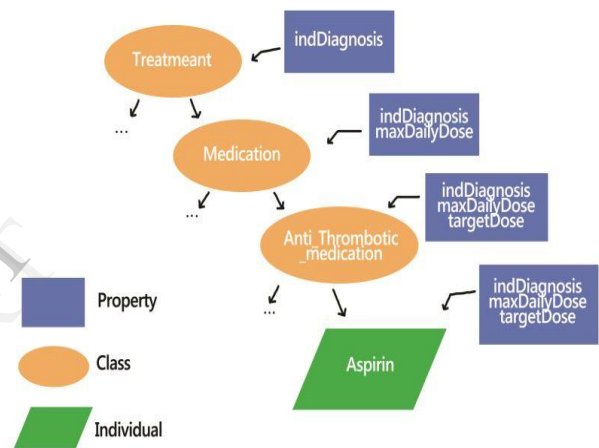 indDiagnosis
Treatmeant
...
indDiagnosis
maxDailyDose
Medication
...
indDiagnosis
maxDailyDose
targetDose
Anti_Thrombotic
_medication
...
indDiagnosis
maxDailyDose
targetDose
Property
Aspirin
Class
Individual